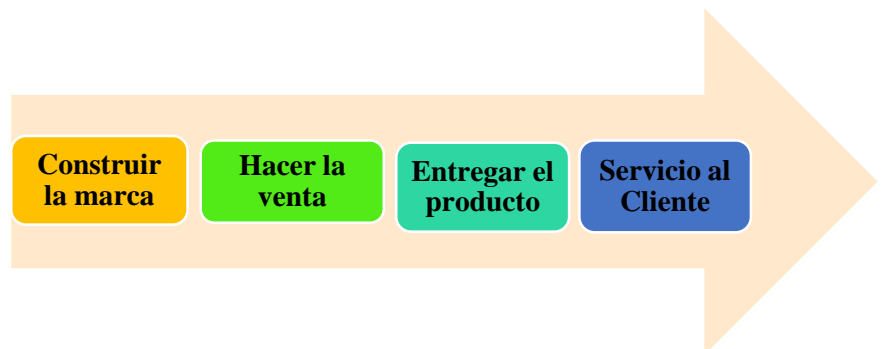 Construir
la marca
Hacer la
venta
Entregar el
producto
Servicio al
Cliente